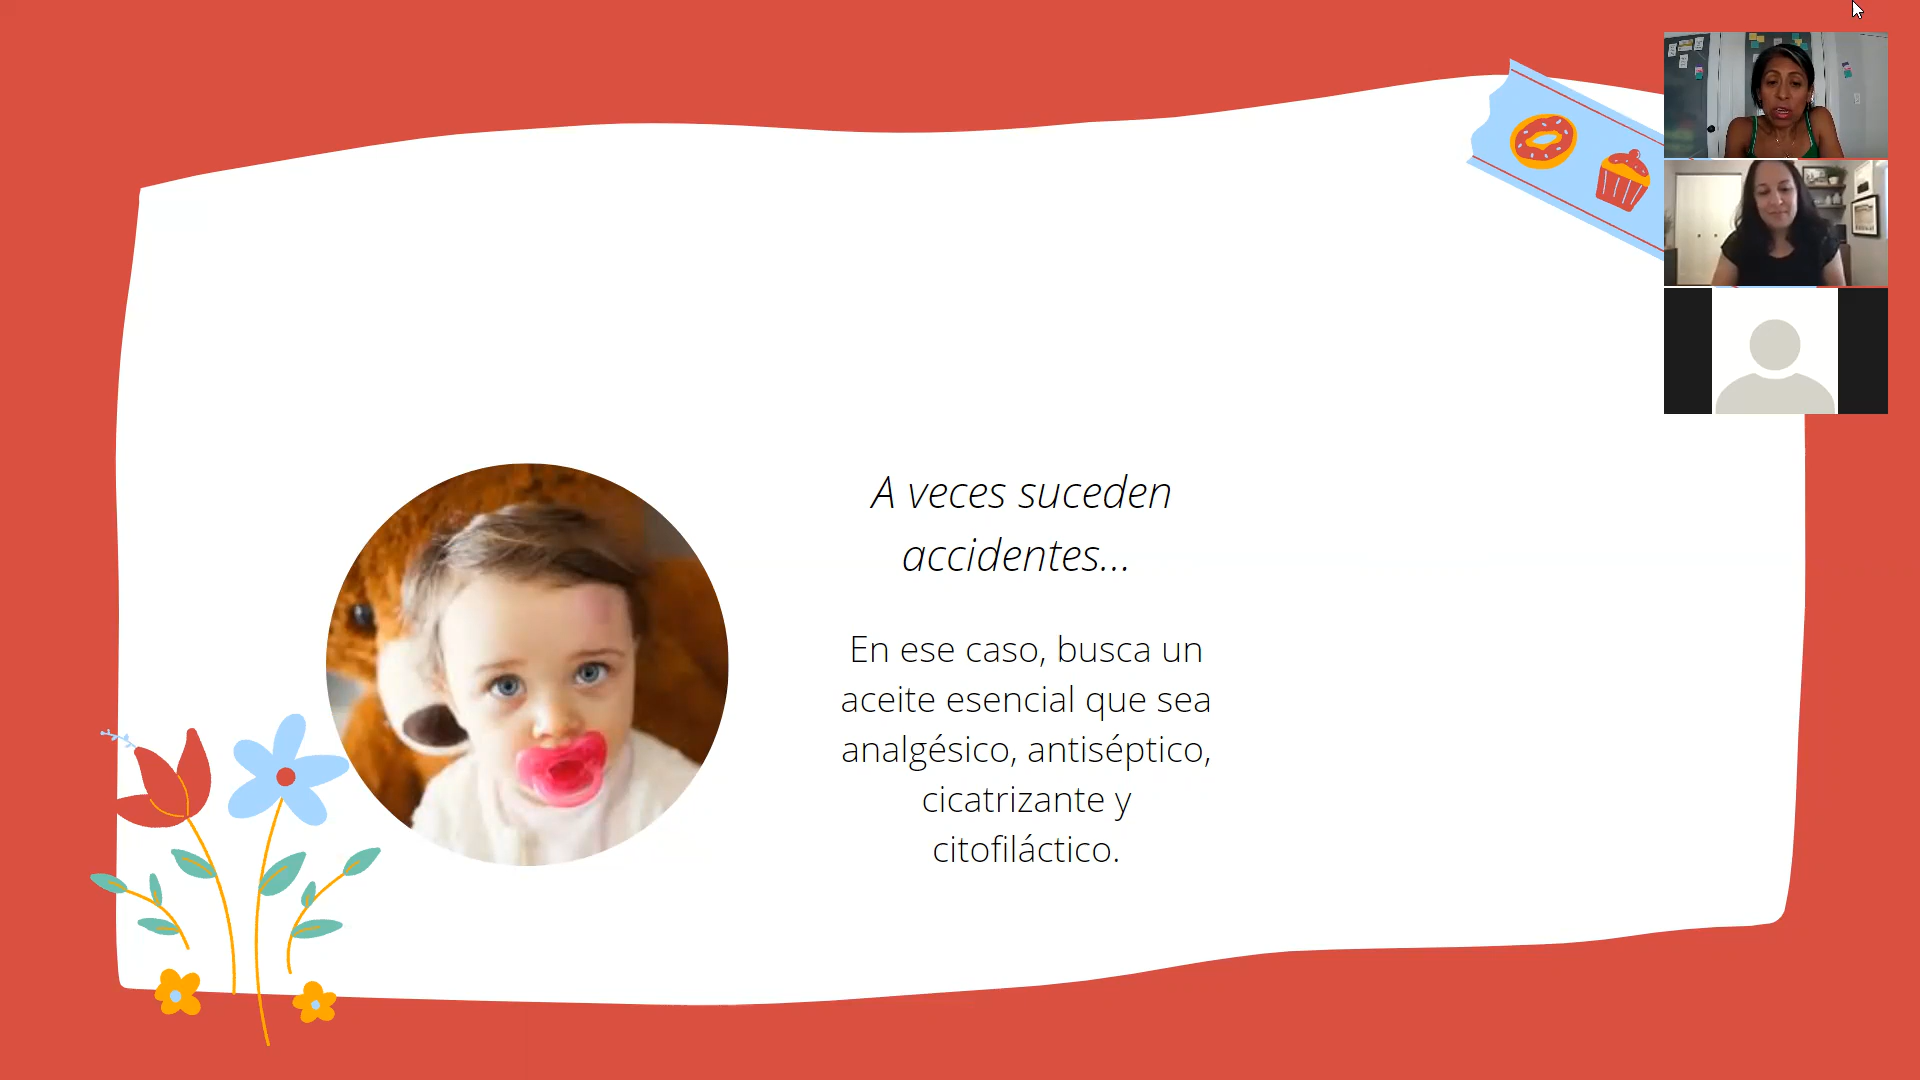 A veces suceden
accidentes...
En ese caso, busca un
aceite esencial que sea
analgésico, antiséptico,
cicatrizante y
citofiláctico.